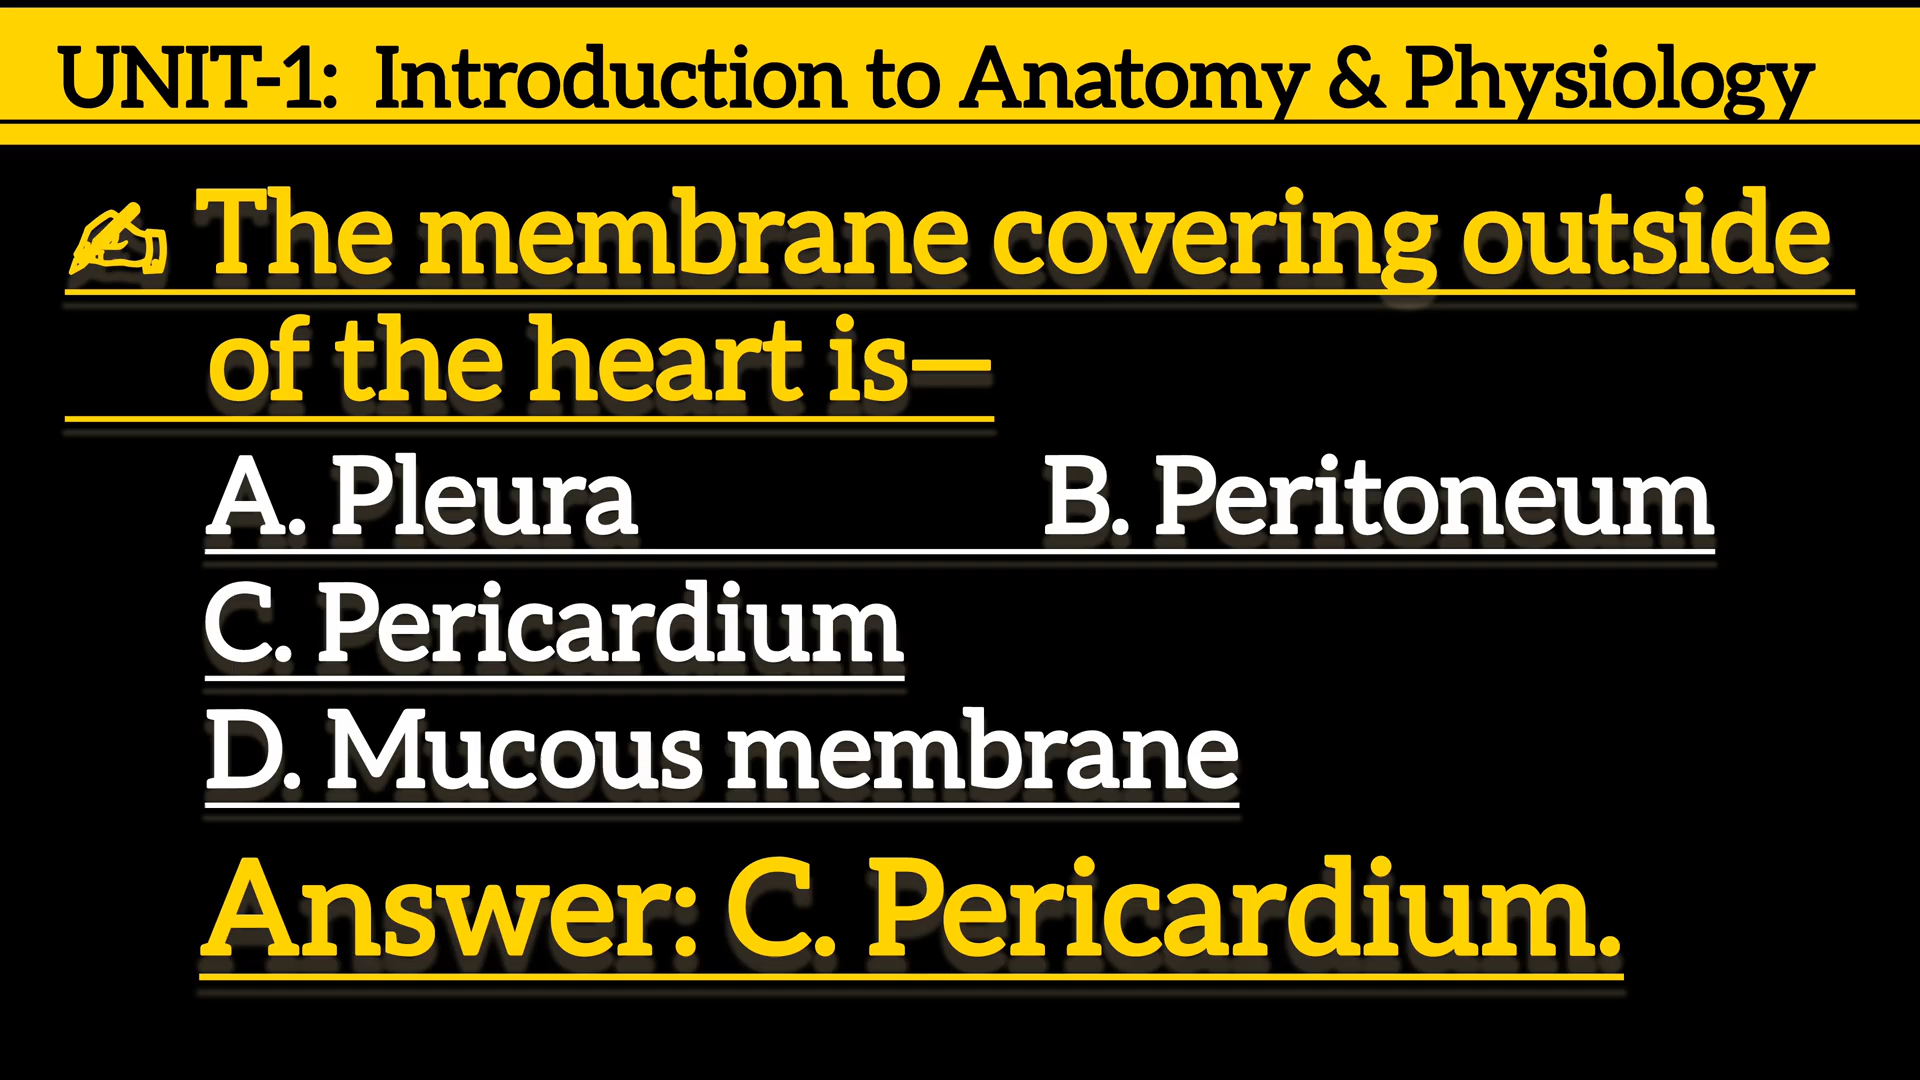 UNIT-1: Introduction to Anatomy & Physiology
✍ The membrane covering outside
of the heart is—
A. Pleura B. Peritoneum
C. Pericardium
D. Mucous membrane
Answer: C. Pericardium.